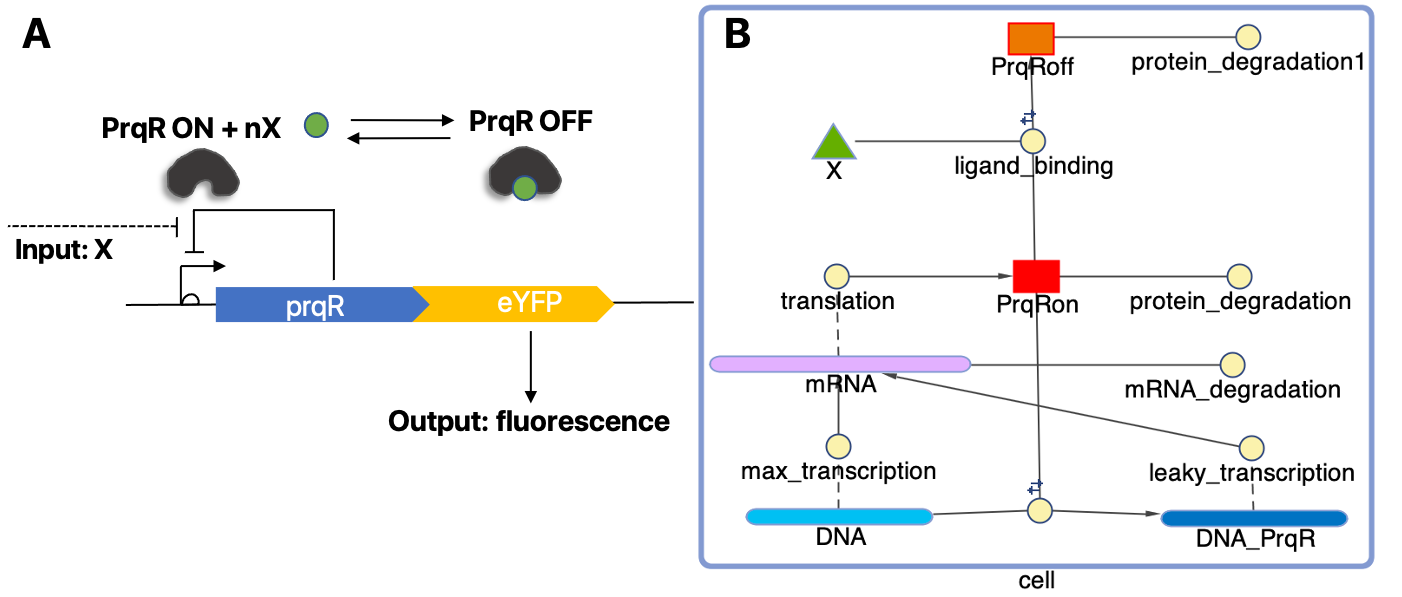 A
PrqR ON + nX
PrqR OFF
Input: X
prqR
eYFP
Output: fluorescence
B
PrqRoff
protein_degradation1
X
ligand_binding
translation
PrqRon
protein_degradation
mRNA
mRNA_degradation
max_transcription
leaky_transcription
DNA
DNA_PrqR
cell